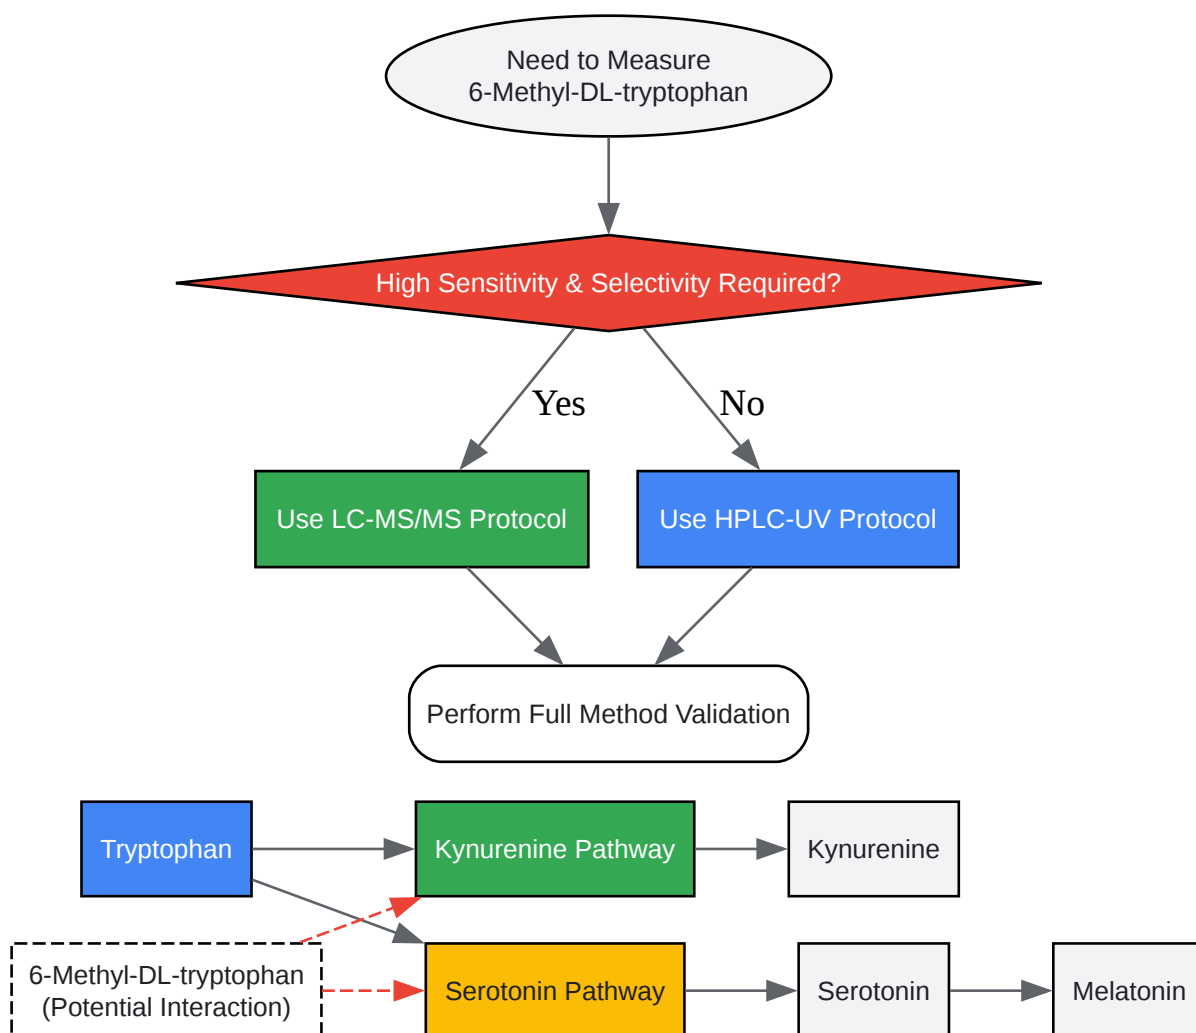 Need to Measure
6-Methyl-DL-tryptophan
High Sensitivity & Selectivity Required?
Yes
No
Use LC-MS/MS Protocol
Use HPLC-UV Protocol
Perform Full Method Validation
Tryptophan
Kynurenine Pathway
Kynurenine
6-Methyl-DL-tryptophan
(Potential Interaction)
Serotonin Pathway
Serotonin
Melatonin